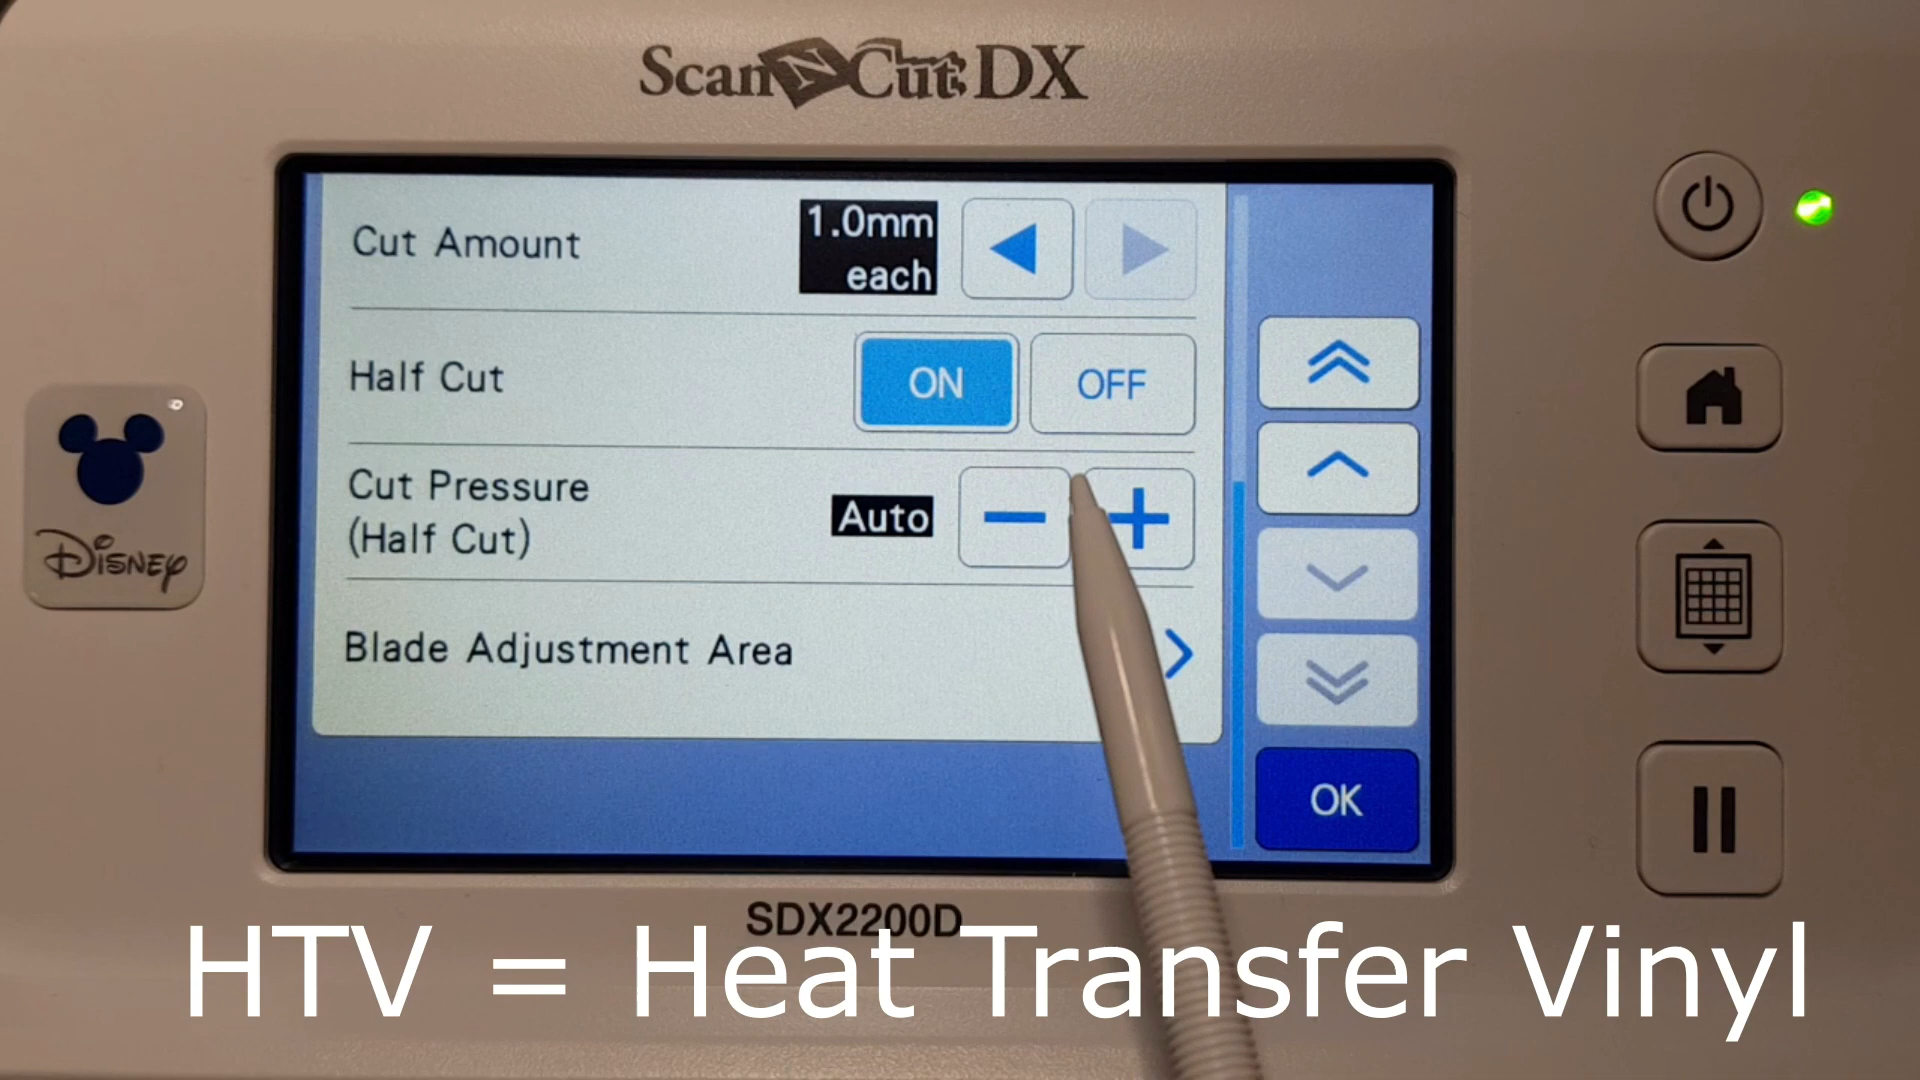 ScanNCut DX
Cut Amount
1.0mm
each
Half Cut
ON
OFF
Cut Pressure
(Half Cut)
Auto
Blade Adjustment Area
OK
Disney
SDX2200D
HTV = Heat Transfer Vinyl